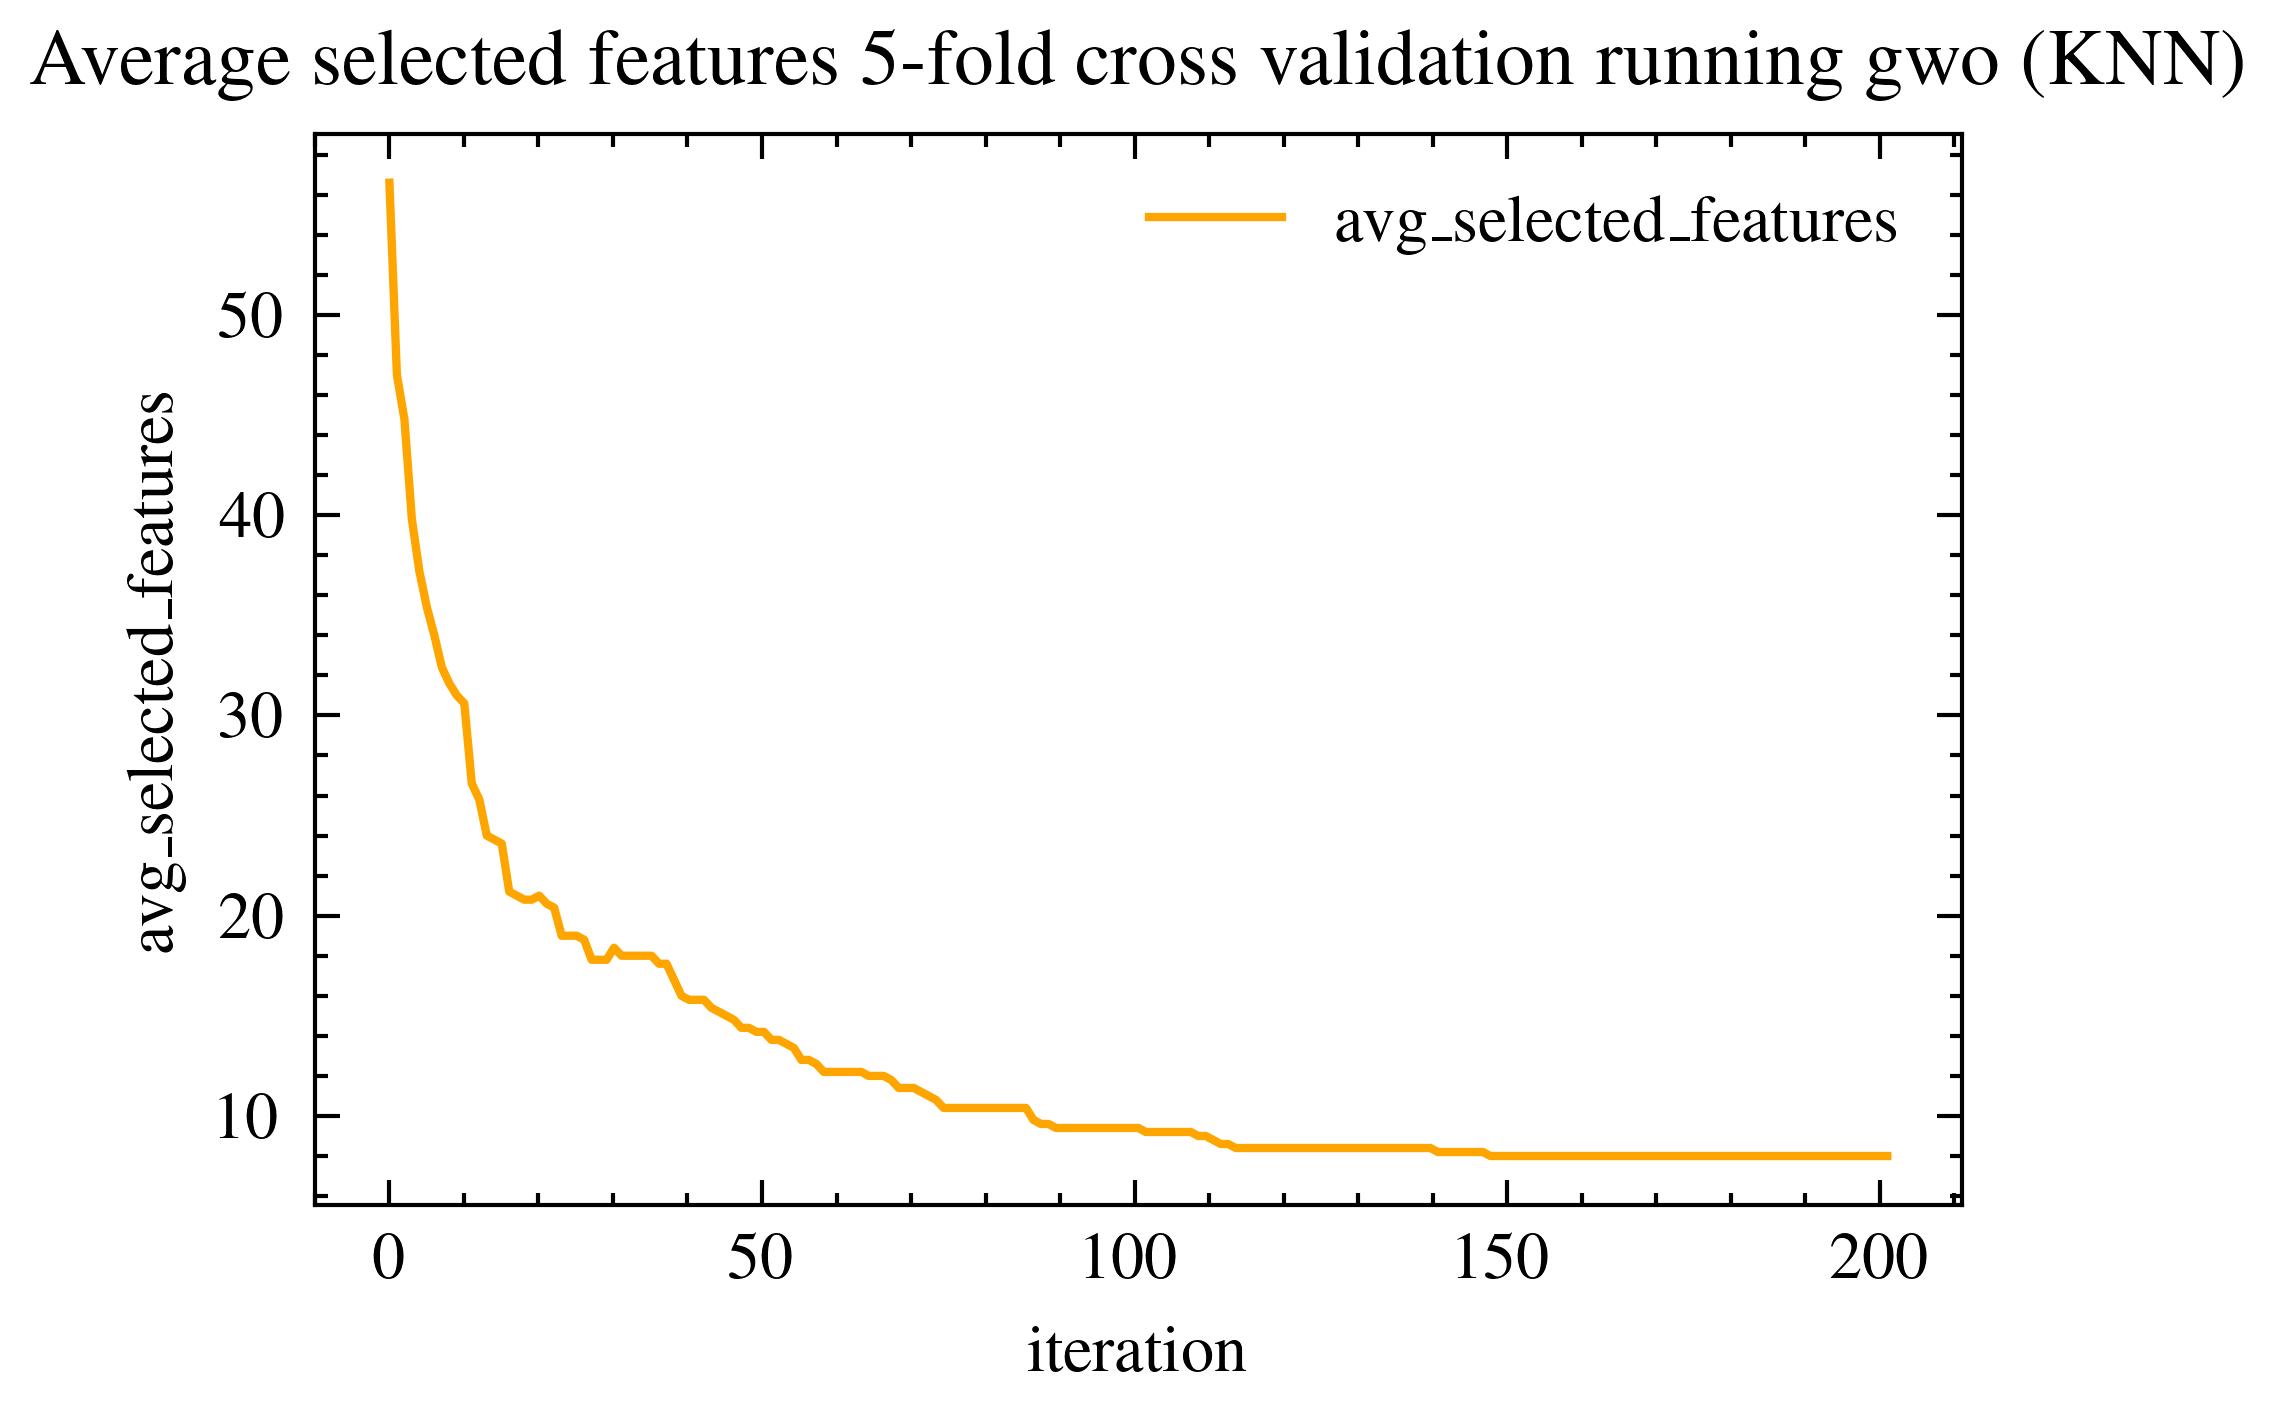 Average selected features 5-fold cross validation running gwo (KNN)
avg_selected_features
50
40
30
20
10
avg_selected_features
0 50 100 150 200
iteration